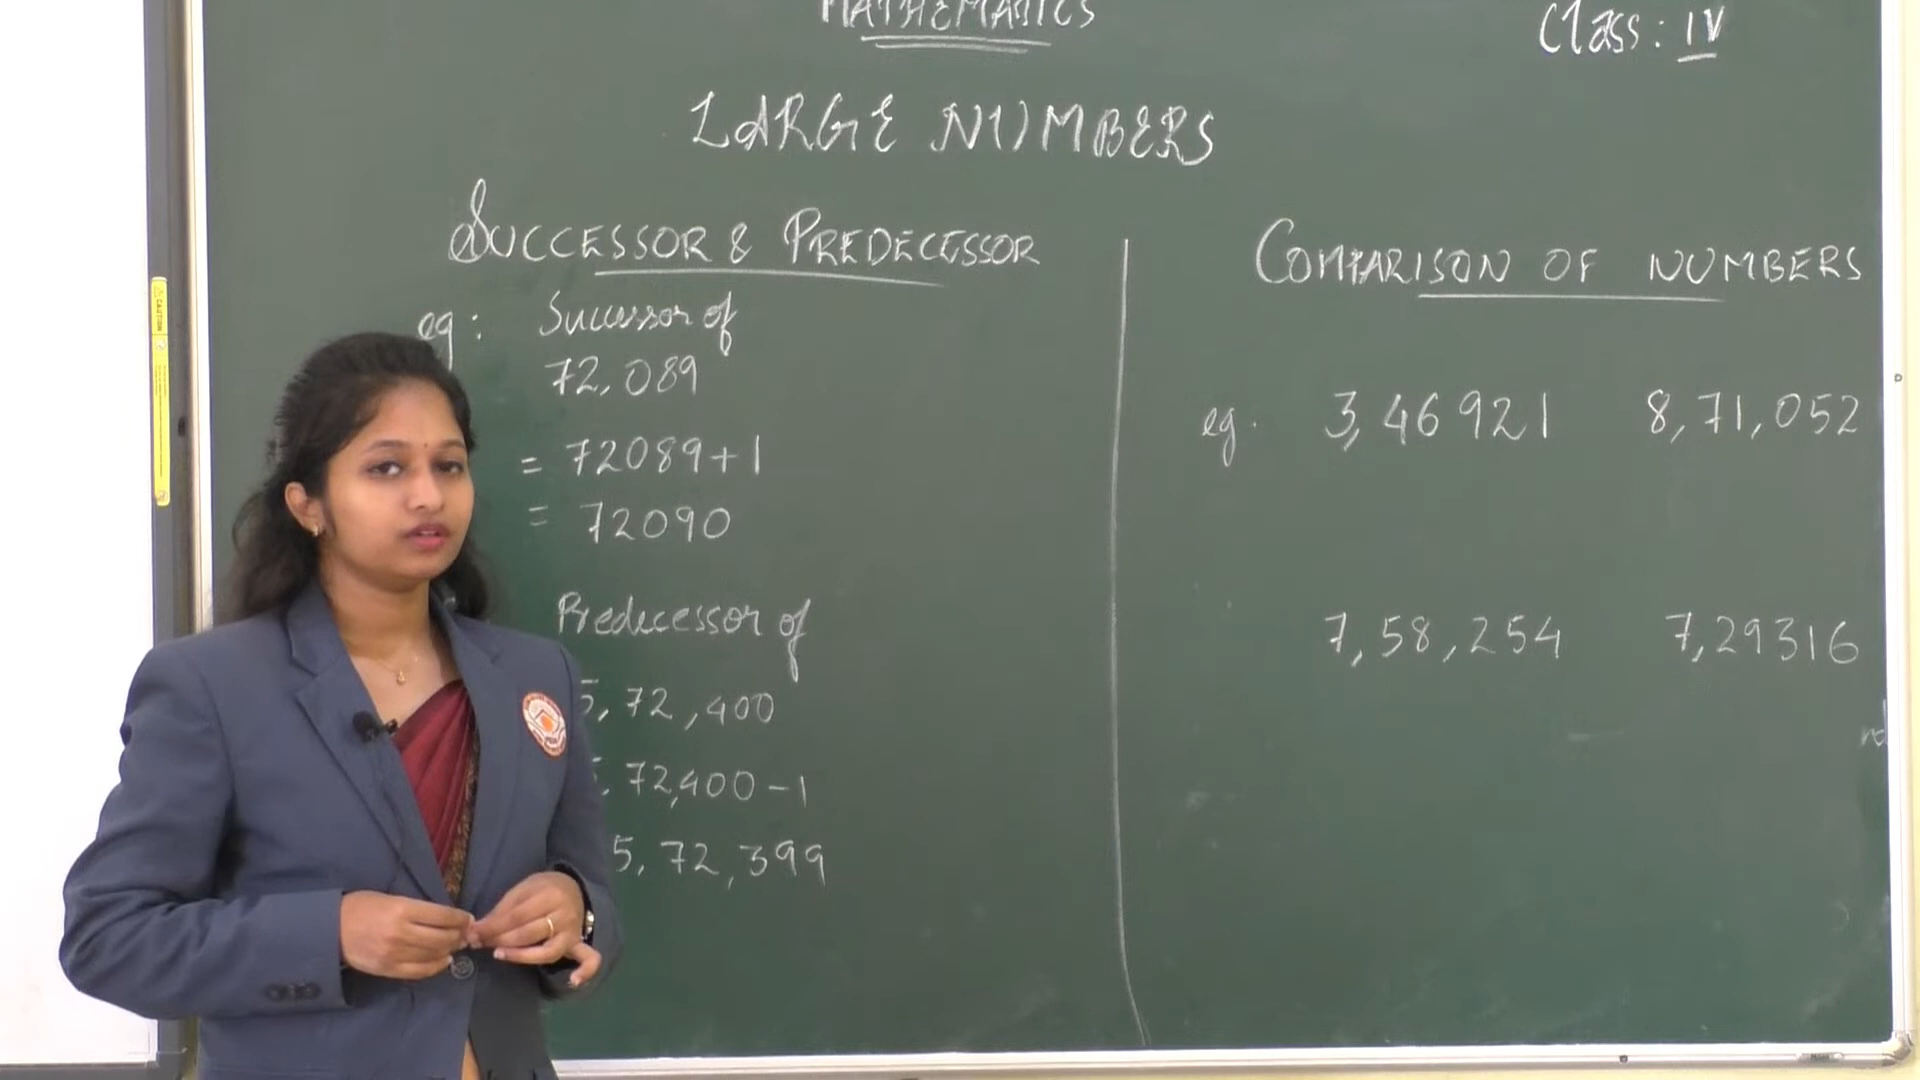 MATHEMATICS
Class: IV
LARGE NUMBERS
SUCCESSOR & PREDECESSOR
eg: Successor of
72,089
= 72089+1
= 72090
Predecessor of
5,72,400
5,72,400-1
5,72,399
COMPARISON OF NUMBERS
eg. 3,46921 8,71,052
7,58,254 7,29316
CAUTION